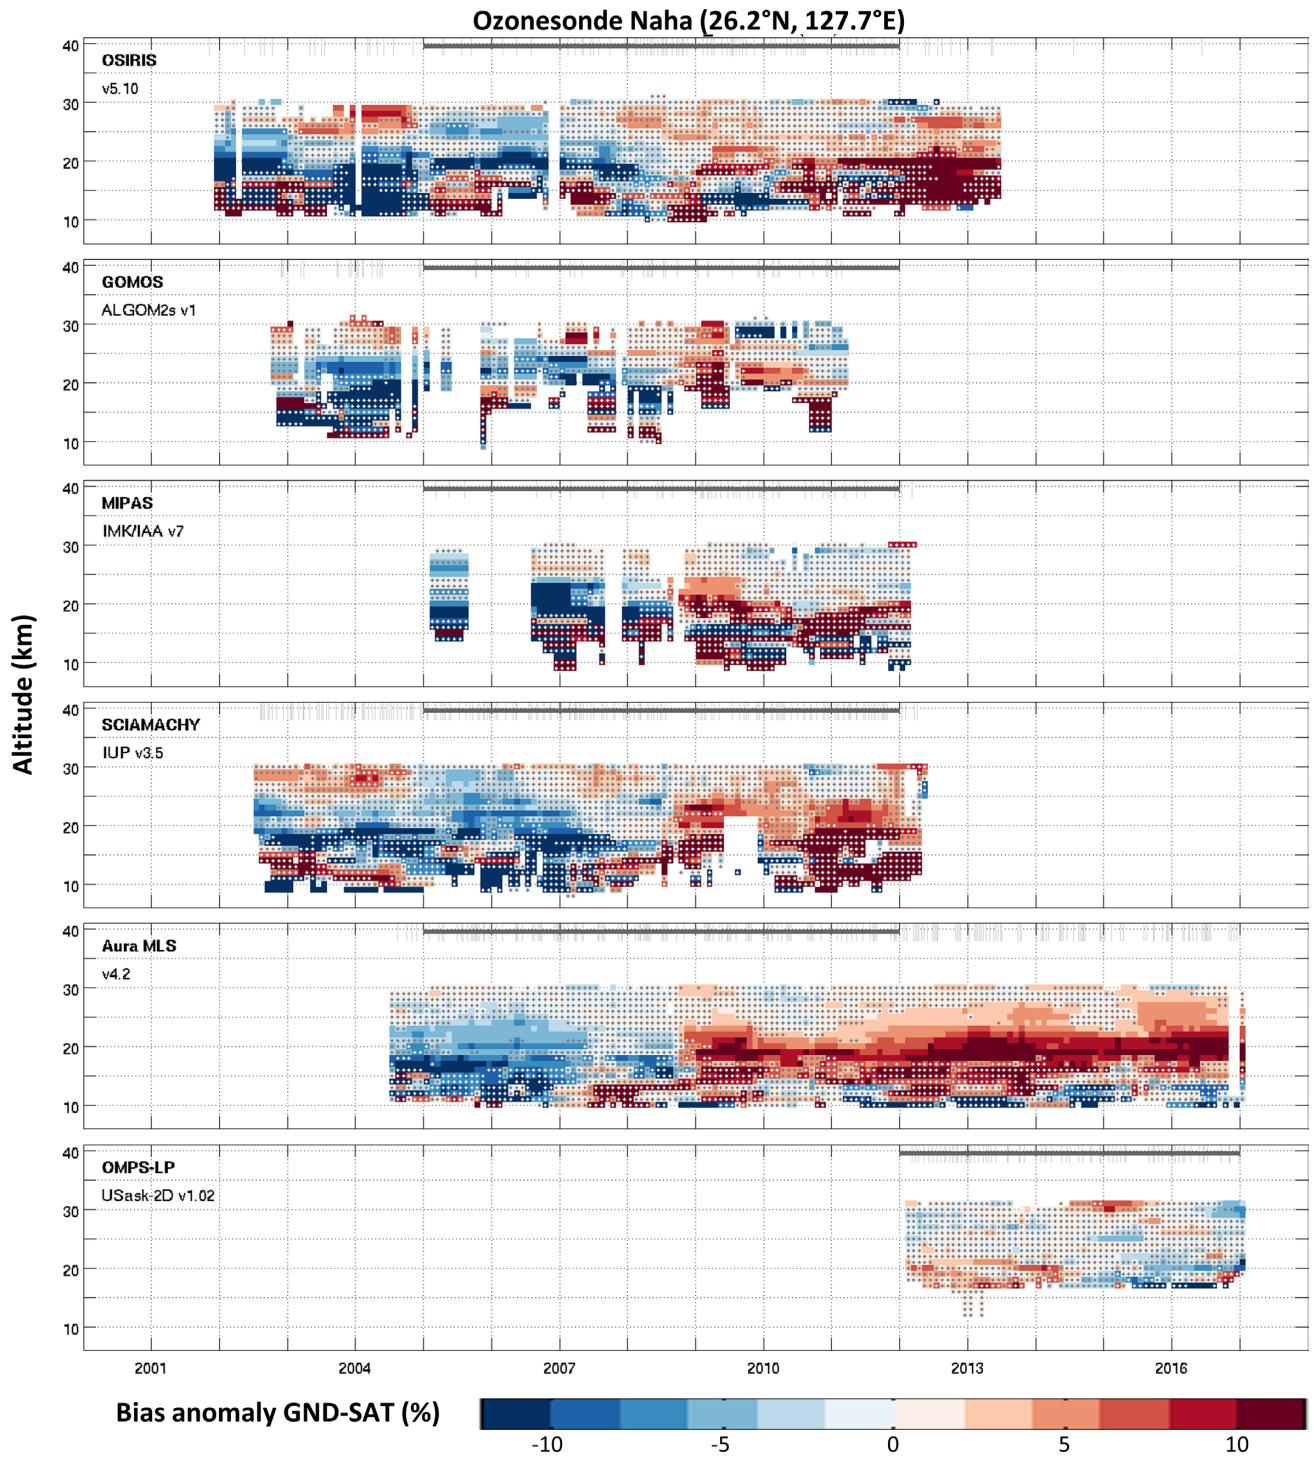 Ozonesonde Naha (26.2°N, 127.7°E)
40
OSIRIS
v5.10
30
20
10
40
GOMOS
ALGOM2s v1
30
20
10
40
MIPAS
IMK/IAA v7
30
20
10
Altitude (km)
40
SCIAMACHY
IUP v3.5
30
20
10
40
Aura MLS
v4.2
30
20
10
40
OMPS-LP
USask-2D v1.02
30
20
10
2001 2004 2007 2010 2013 2016
Bias anomaly GND-SAT (%)
-10 -5 0 5 10